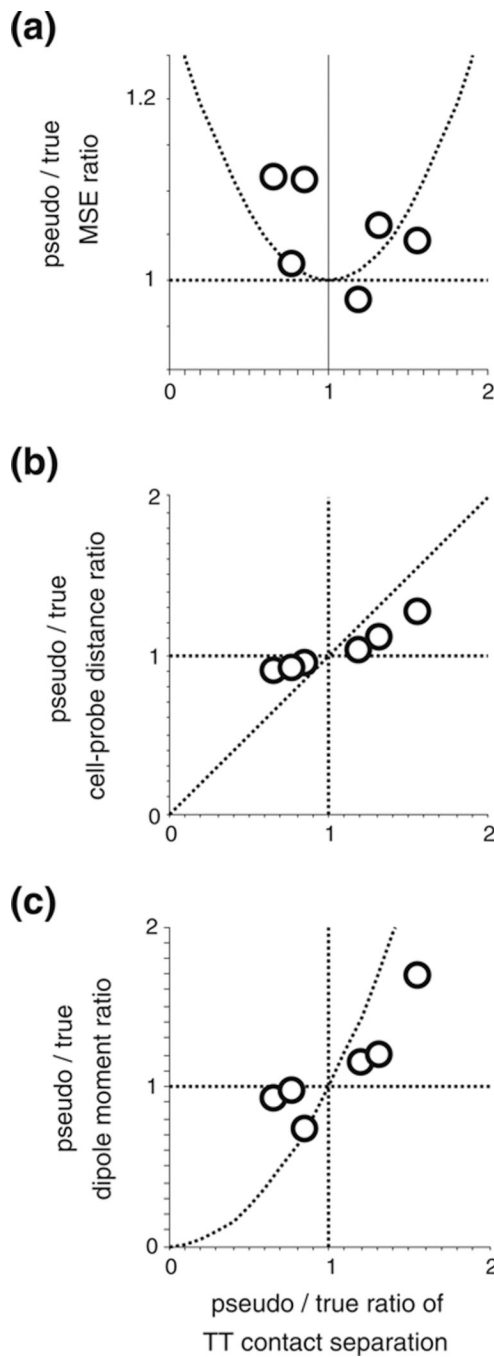 (a)
pseudo / true
MSE ratio
1.2
1
0
1
2
(b)
pseudo / true
cell-probe distance ratio
2
1
0
0
1
2
(c)
pseudo / true
dipole moment ratio
2
1
0
0
1
2
pseudo / true ratio of
TT contact separation